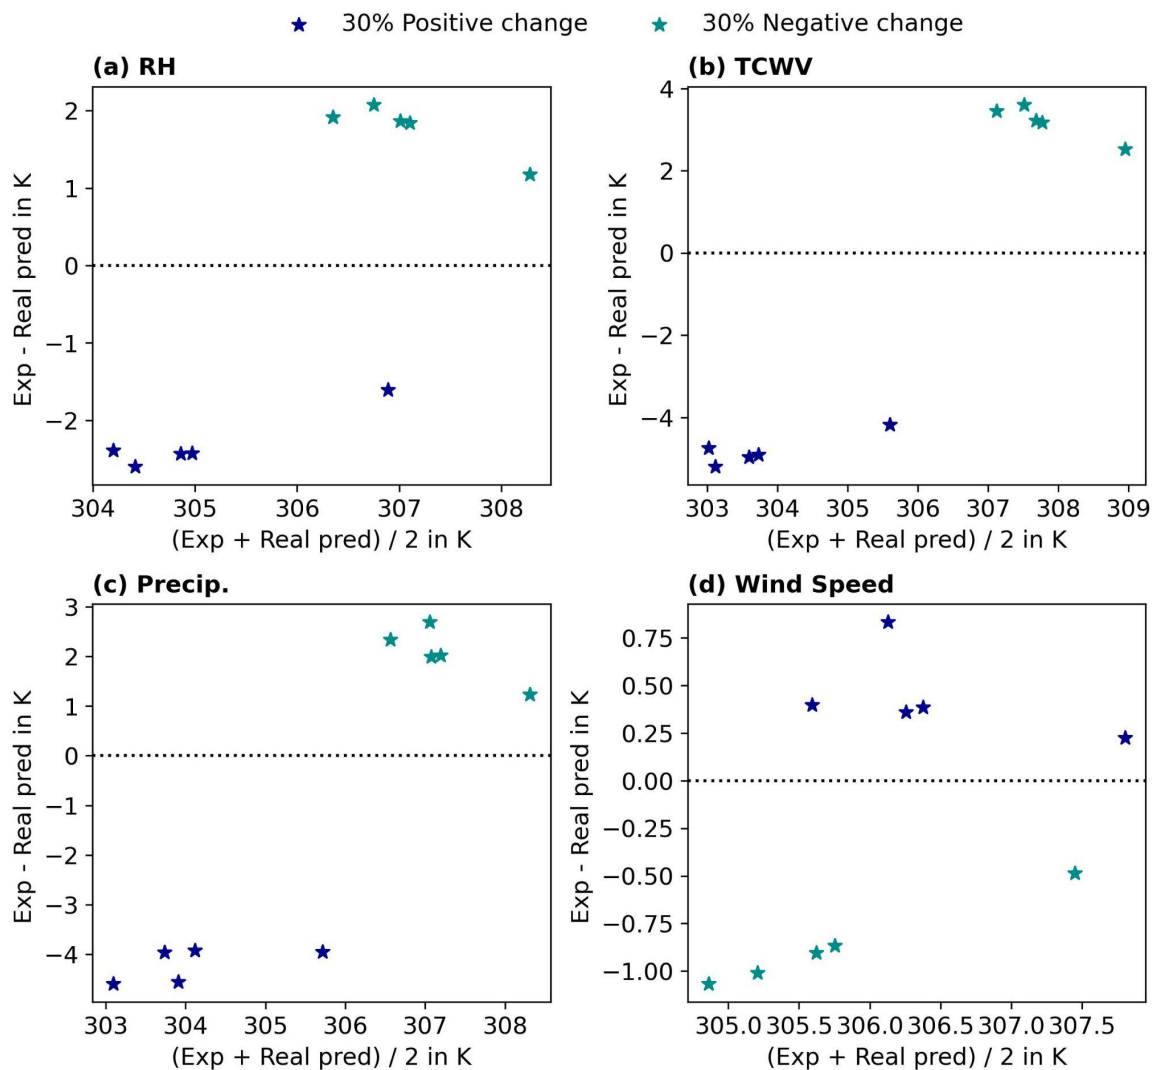 30% Positive change 30% Negative change
(a) RH
2
1
0
−1
−2
Exp - Real pred in K
304 305 306 307 308
(Exp + Real pred) / 2 in K
(b) TCWV
4
2
0
−2
−4
Exp - Real pred in K
303 304 305 306 307 308 309
(Exp + Real pred) / 2 in K
(c) Precip.
3
2
1
0
−1
−2
−3
−4
Exp - Real pred in K
303 304 305 306 307 308
(Exp + Real pred) / 2 in K
(d) Wind Speed
0.75
0.50
0.25
0.00
−0.25
−0.50
−0.75
−1.00
Exp - Real pred in K
305.0 305.5 306.0 306.5 307.0 307.5
(Exp + Real pred) / 2 in K